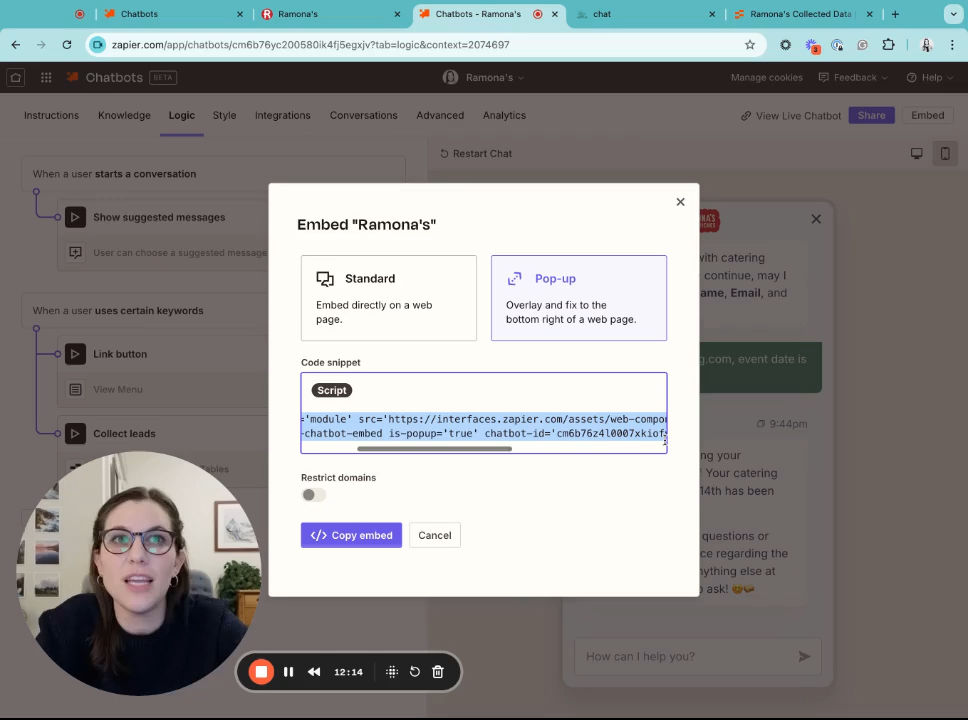 Chatbots
Ramona's
Chatbots - Ramona's
chat
Ramona's Collected Data
zapier.com/app/chatbots/cm6b76yc200580ik4fj5egxjv?tab=logic&context=2074697
3
Chatbots BETA
Ramona's
Manage cookies
Feedback
Help
Instructions
Knowledge
Logic
Style
Integrations
Conversations
Advanced
Analytics
View Live Chatbot
Share
Embed
When a user starts a conversation
Show suggested messages
User can choose a suggested message
When a user uses certain keywords
Link button
View Menu
Collect leads
Tables
Restart Chat
Embed "Ramona's"
Standard
Embed directly on a web
page.
Pop-up
Overlay and fix to the
bottom right of a web page.
Code snippet
Script
='module' src='https://interfaces.zapier.com/assets/web-compo
-chatbot-embed is-popup='true' chatbot-id='cm6b76z4l0007xkiof
Restrict domains
Copy embed
Cancel
with catering
continue, may I
ame, Email, and
g.com, event date is
9:44pm
ng your
Your catering
14th has been
questions or
ce regarding the
nything else at
to ask!
How can I help you?
12:14